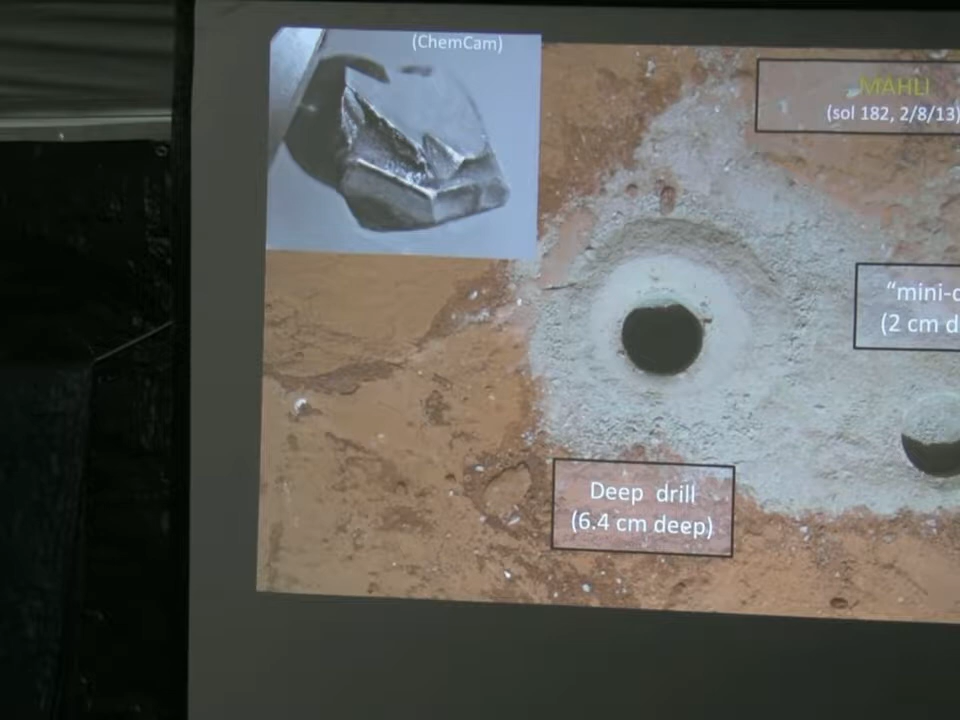 (ChemCam)
MAHLI
(sol 182, 2/8/13)
"mini-
(2 cm d
Deep drill
(6.4 cm deep)